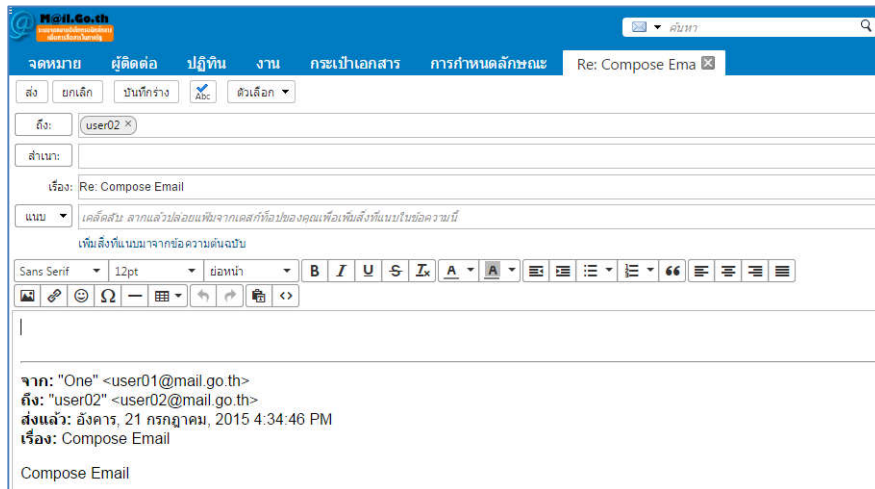 M@il.Go.th
ค้นหา
จดหมาย ผู้ติดต่อ ปฏิทิน งาน กระเป๋าเอกสาร การกำหนดลักษณะ Re: Compose Ema
ส่ง ยกเลิก บันทึกร่าง Abc ตัวเลือก
ถึง: user02
สำเนา:
เรื่อง: Re: Compose Email
แนบ เคล็ดลับ: ลากแล้วปล่อยแฟ้มจากเดสก์ท็อปของคุณเพื่อเพิ่มสิ่งที่แนบในข้อความนี้
เพิ่มสิ่งที่แนบมาจากข้อความต้นฉบับ
Sans Serif 12pt ย่อหน้า B I U S Tx A A
จาก: "One" <user01@mail.go.th>
ถึง: "user02" <user02@mail.go.th>
ส่งแล้ว: อังคาร, 21 กรกฎาคม, 2015 4:34:46 PM
เรื่อง: Compose Email
Compose Email